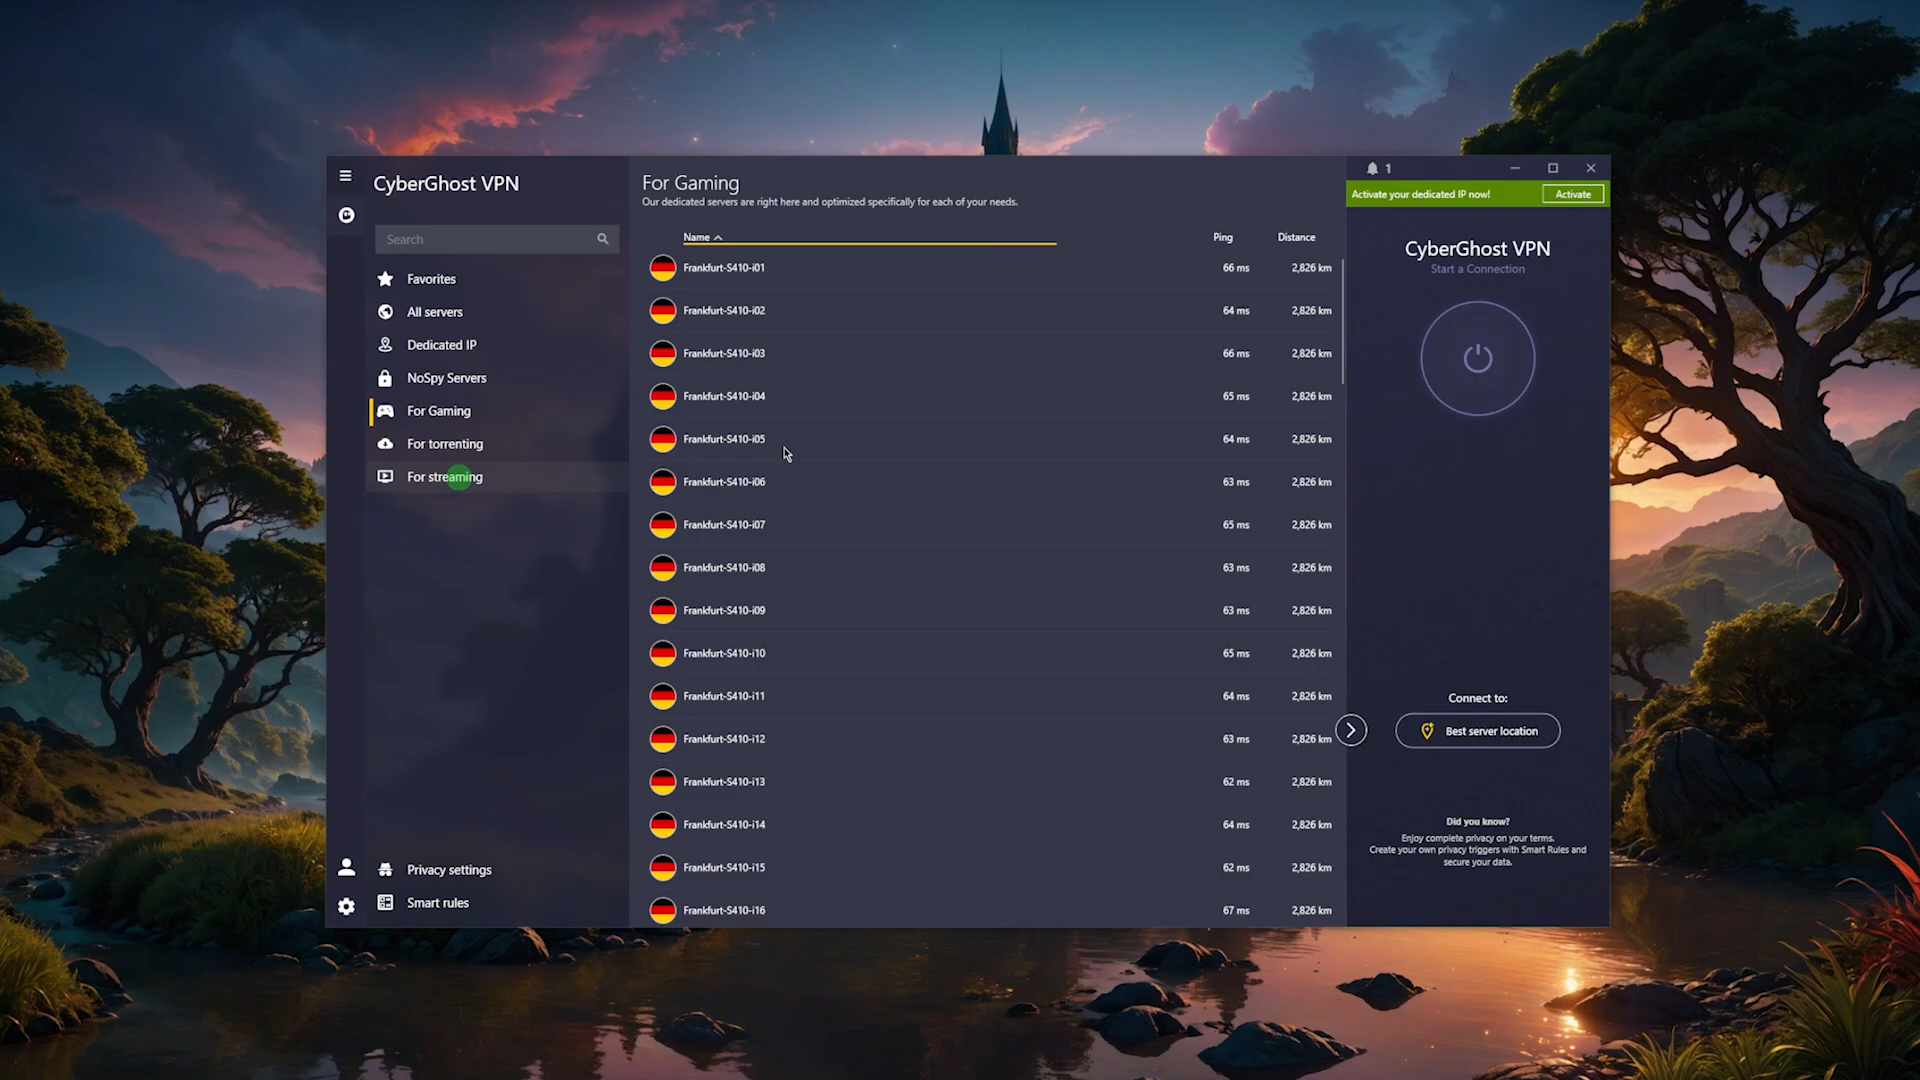 CyberGhost VPN
Search
Favorites
All servers
Dedicated IP
NoSpy Servers
For Gaming
For torrenting
For streaming
Privacy settings
Smart rules
For Gaming
Our dedicated servers are right here and optimized specifically for each of your needs.
Name Ping Distance
Frankfurt-S410-i01 66 ms 2,826 km
Frankfurt-S410-i02 64 ms 2,826 km
Frankfurt-S410-i03 66 ms 2,826 km
Frankfurt-S410-i04 65 ms 2,826 km
Frankfurt-S410-i05 64 ms 2,826 km
Frankfurt-S410-i06 63 ms 2,826 km
Frankfurt-S410-i07 65 ms 2,826 km
Frankfurt-S410-i08 63 ms 2,826 km
Frankfurt-S410-i09 63 ms 2,826 km
Frankfurt-S410-i10 65 ms 2,826 km
Frankfurt-S410-i11 64 ms 2,826 km
Frankfurt-S410-i12 63 ms 2,826 km
Frankfurt-S410-i13 62 ms 2,826 km
Frankfurt-S410-i14 64 ms 2,826 km
Frankfurt-S410-i15 62 ms 2,826 km
Frankfurt-S410-i16 67 ms 2,826 km
1
Activate your dedicated IP now! Activate
CyberGhost VPN
Start a Connection
Connect to:
Best server location
Did you know?
Enjoy complete privacy on your terms.
Create your own privacy triggers with Smart Rules and
secure your data.